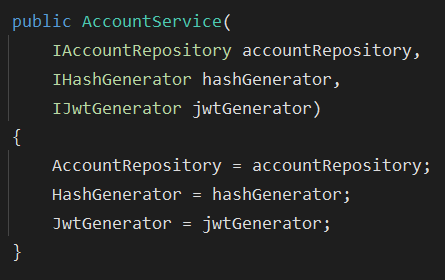 public AccountService(
IAccountRepository accountRepository,
IHashGenerator hashGenerator,
IJwtGenerator jwtGenerator)
{
AccountRepository = accountRepository;
HashGenerator = hashGenerator;
JwtGenerator = jwtGenerator;
}